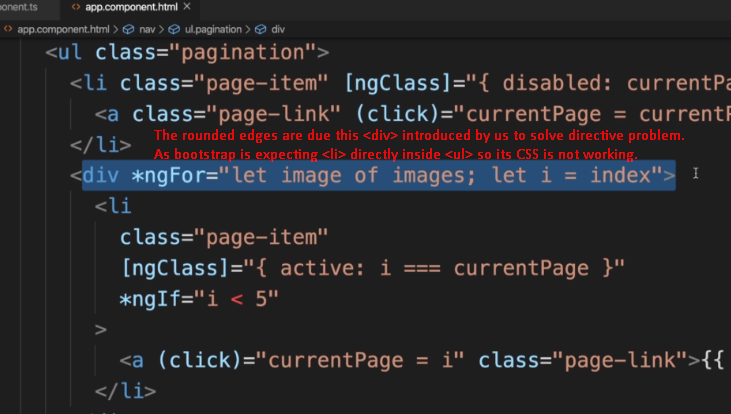 onent.ts
<> app.component.html ×
<> app.component.html > nav > ul.pagination > div
<ul class="pagination">
<li class="page-item" [ngClass]="{ disabled: currentPa
<a class="page-link" (click)="currentPage = current
The rounded edges are due this <div> introduced by us to solve directive problem.
</li>
As bootstrap is expecting <li> directly inside <ul> so its CSS is not working.
<div *ngFor="let image of images; let i = index">
<li
class="page-item"
[ngClass]="{ active: i === currentPage }"
*ngIf="i < 5"
>
<a (click)="currentPage = i" class="page-link">{{
</li>